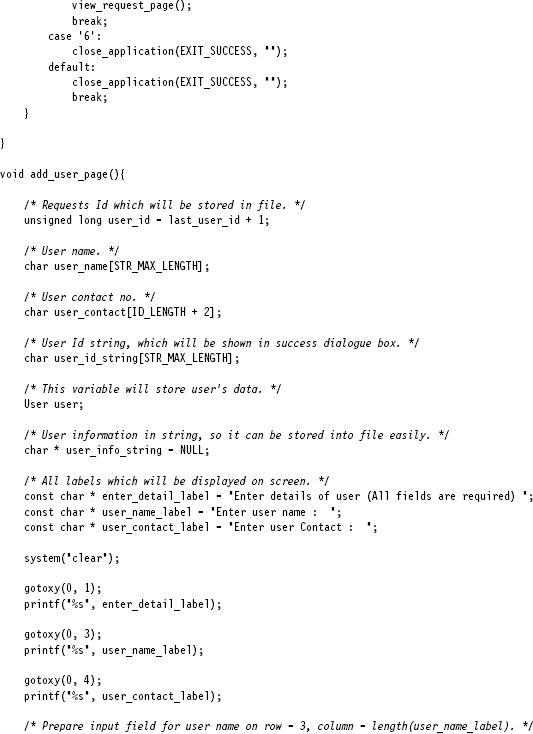 view_request_page();
            break;
        case '6':
            close_application(EXIT_SUCCESS, "");
        default:
            close_application(EXIT_SUCCESS, "");
            break;
    }

}

void add_user_page(){

    /* Requests Id which will be stored in file. */
    unsigned long user_id = last_user_id + 1;

    /* User name. */
    char user_name[STR_MAX_LENGTH];

    /* User contact no. */
    char user_contact[ID_LENGTH + 2];

    /* User Id string, which will be shown in success dialogue box. */
    char user_id_string[STR_MAX_LENGTH];

    /* This variable will store user's data. */
    User user;

    /* User information in string, so it can be stored into file easily. */
    char * user_info_string = NULL;

    /* All labels which will be displayed on screen. */
    const char * enter_detail_label = "Enter details of user (All fields are required) ";
    const char * user_name_label = "Enter user name :  ";
    const char * user_contact_label = "Enter user Contact :  ";

    system("clear");

    gotoxy(0, 1);
    printf("%s", enter_detail_label);

    gotoxy(0, 3);
    printf("%s", user_name_label);

    gotoxy(0, 4);
    printf("%s", user_contact_label);

    /* Prepare input field for user name on row = 3, column = length(user_name_label). */